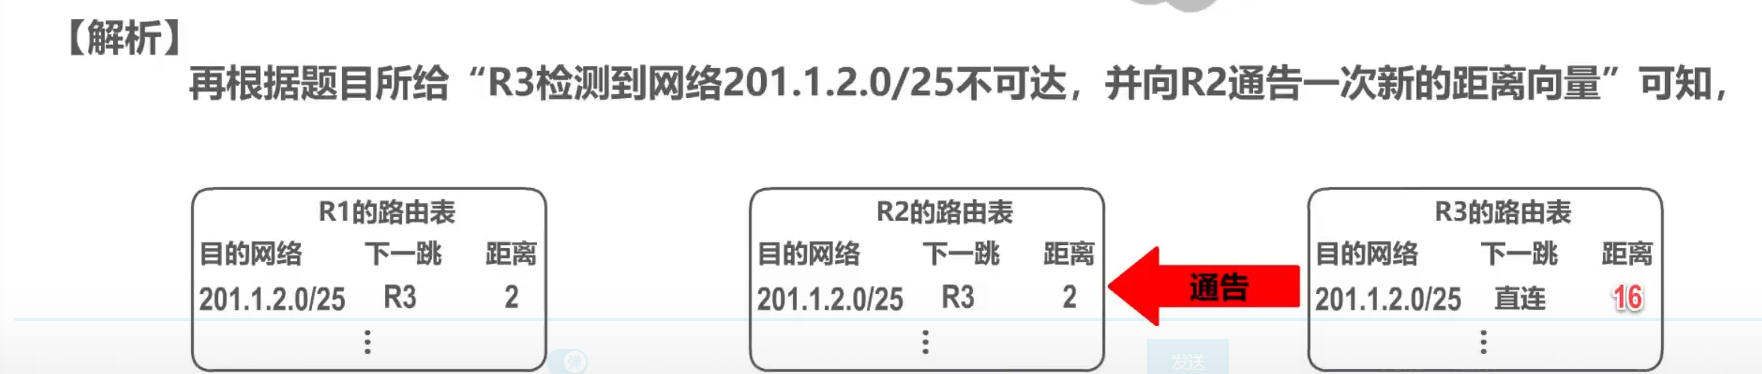 【解析】
再根据题目所给“R3检测到网络201.1.2.0/25不可达，并向R2通告一次新的距离向量”可知，
R1的路由表
目的网络 下一跳 距离
201.1.2.0/25 R3 2
⋮
R2的路由表
目的网络 下一跳 距离
201.1.2.0/25 R3 2
⋮
通告
R3的路由表
目的网络 下一跳 距离
201.1.2.0/25 直连 16
⋮
弹
发送